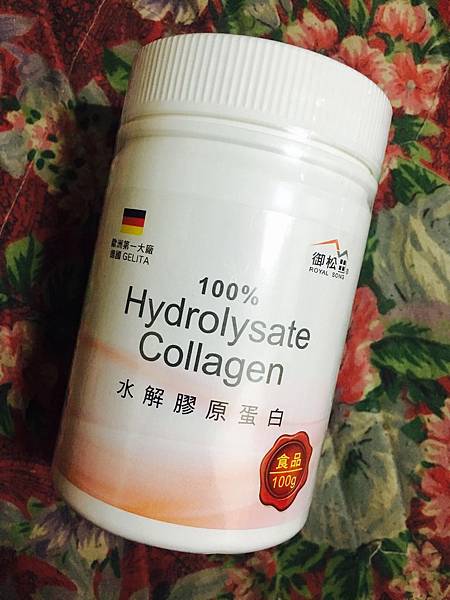 歐洲第一大廠
德國 GELITA
御松田
ROYAL SONG
100%
Hydrolysate
Collagen
水解膠原蛋白
食品
100g